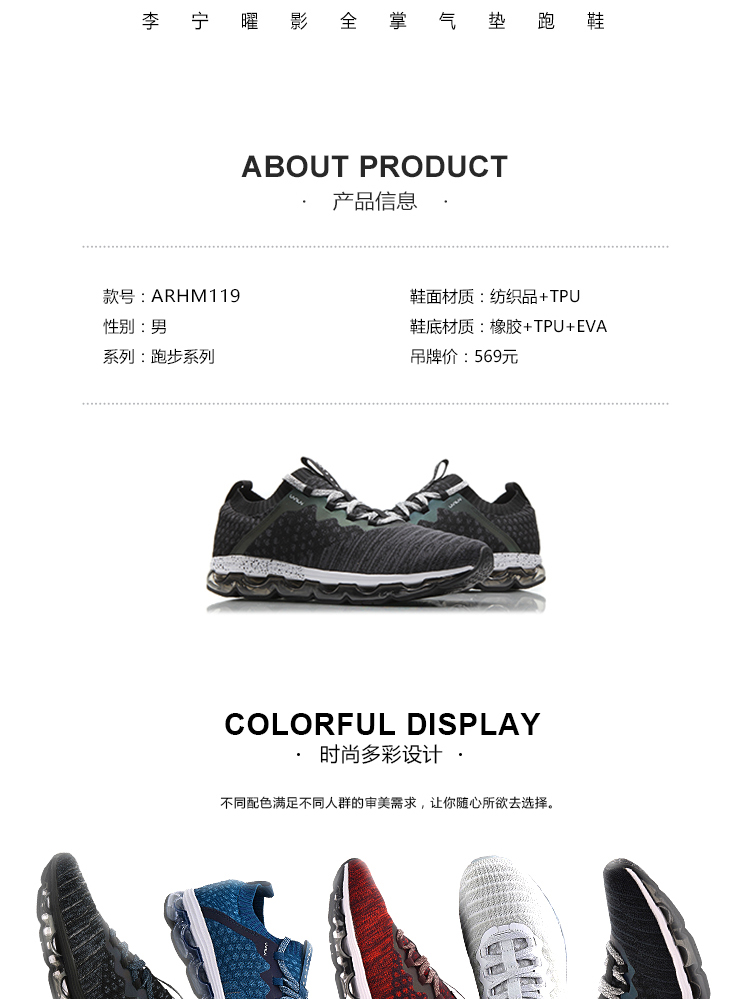 李宁曜影全掌气垫跑鞋
ABOUT PRODUCT
· 产品信息 ·
款号：ARHM119
鞋面材质：纺织品+TPU
性别：男
鞋底材质：橡胶+TPU+EVA
系列：跑步系列
吊牌价：569元
COLORFUL DISPLAY
· 时尚多彩设计 ·
不同配色满足不同人群的审美需求，让你随心所欲去选择。